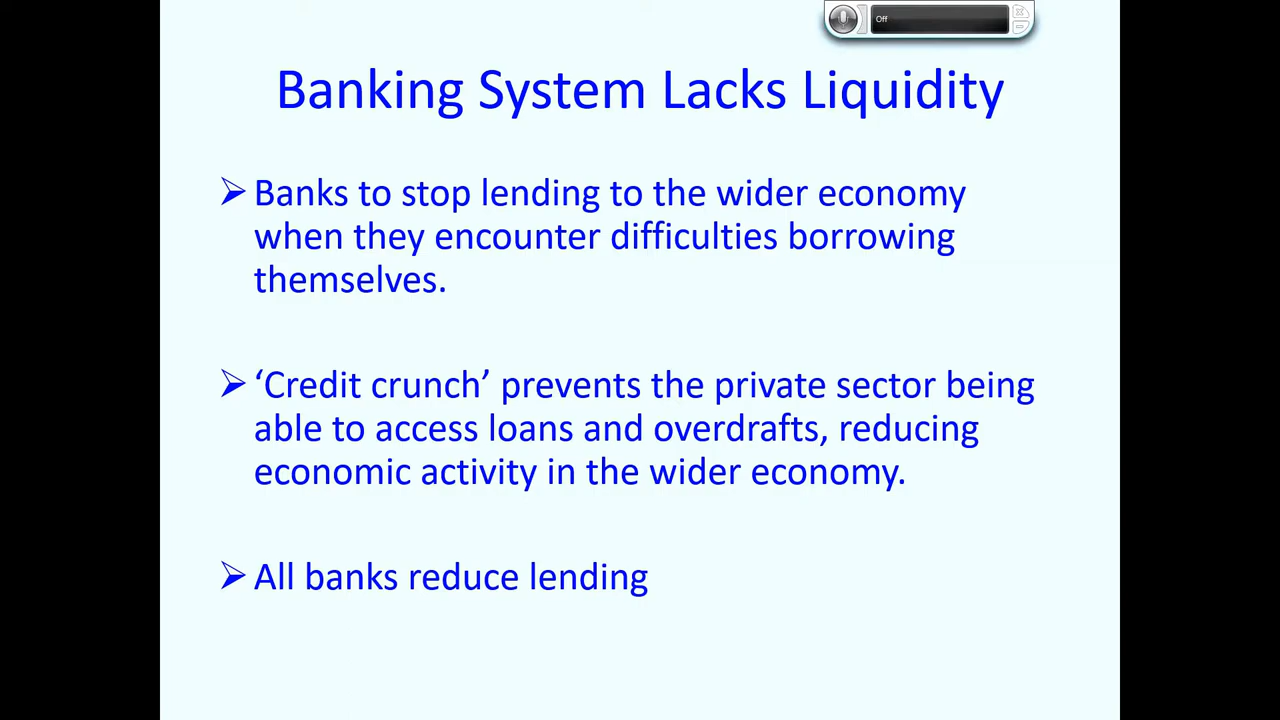 Off
Banking System Lacks Liquidity
➢ Banks to stop lending to the wider economy
when they encounter difficulties borrowing
themselves.
➢ ‘Credit crunch’ prevents the private sector being
able to access loans and overdrafts, reducing
economic activity in the wider economy.
➢ All banks reduce lending